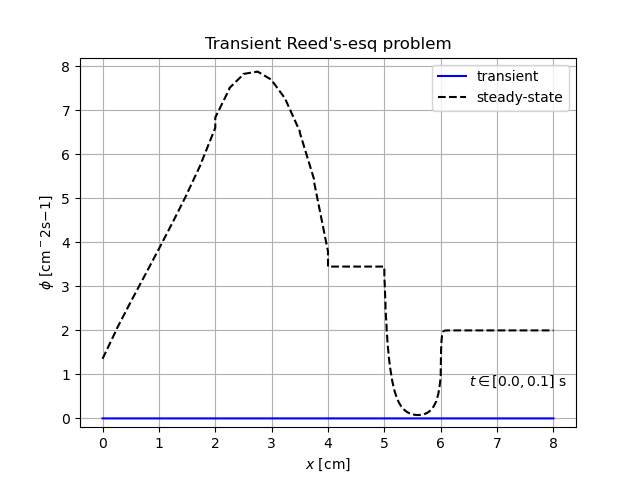 Transient Reed's-esq problem
transient
steady-state
8
7
6
5
4
3
2
1
0
ϕ [cm⁻2s−1]
t ∈ [0.0, 0.1] s
0 1 2 3 4 5 6 7 8
x [cm]